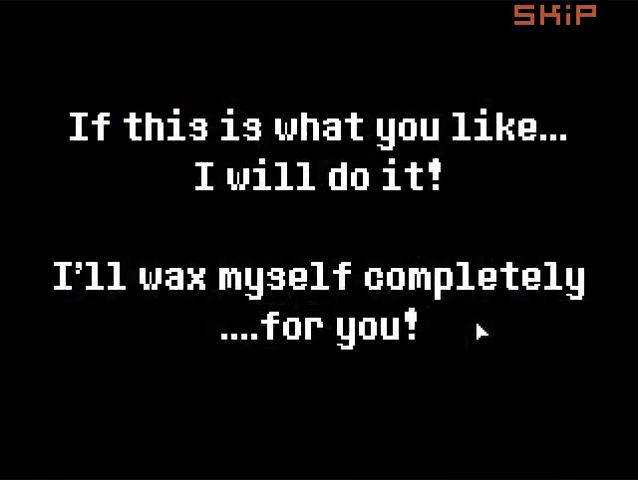 SKiP
If this is what you like...
I will do it!
I'll wax myself completely
....for you!